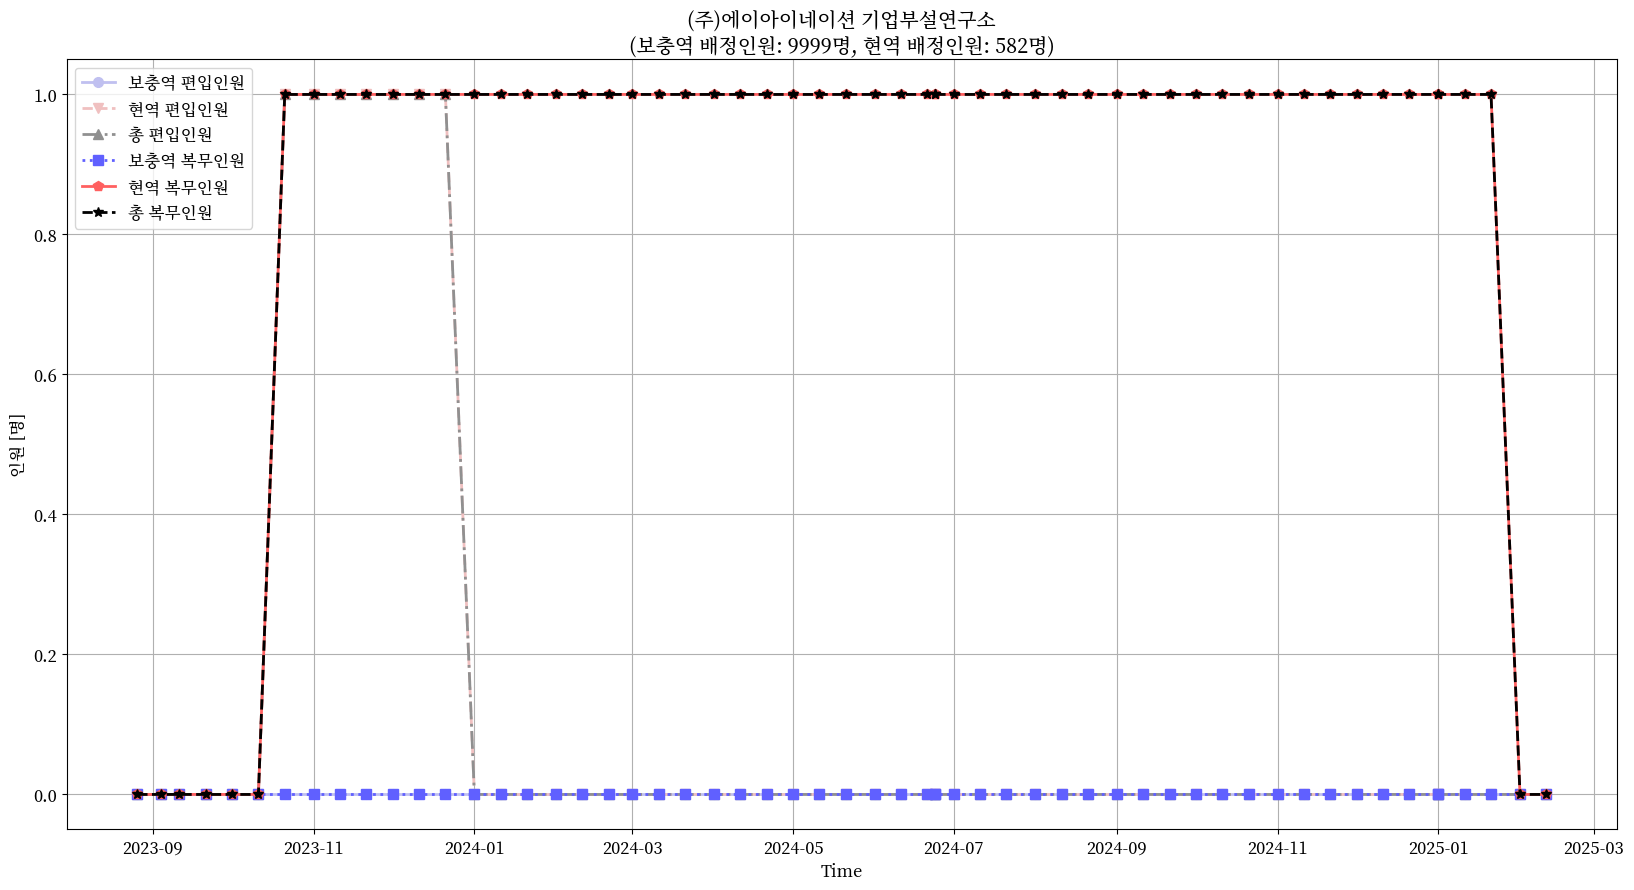 (주)에이아이네이션 기업부설연구소
(보충역 배정인원: 9999명, 현역 배정인원: 582명)
보충역 편입인원
현역 편입인원
총 편입인원
보충역 복무인원
현역 복무인원
총 복무인원
인원 [명]
1.0
0.8
0.6
0.4
0.2
0.0
2023-09
2023-11
2024-01
2024-03
2024-05
2024-07
2024-09
2024-11
2025-01
2025-03
Time